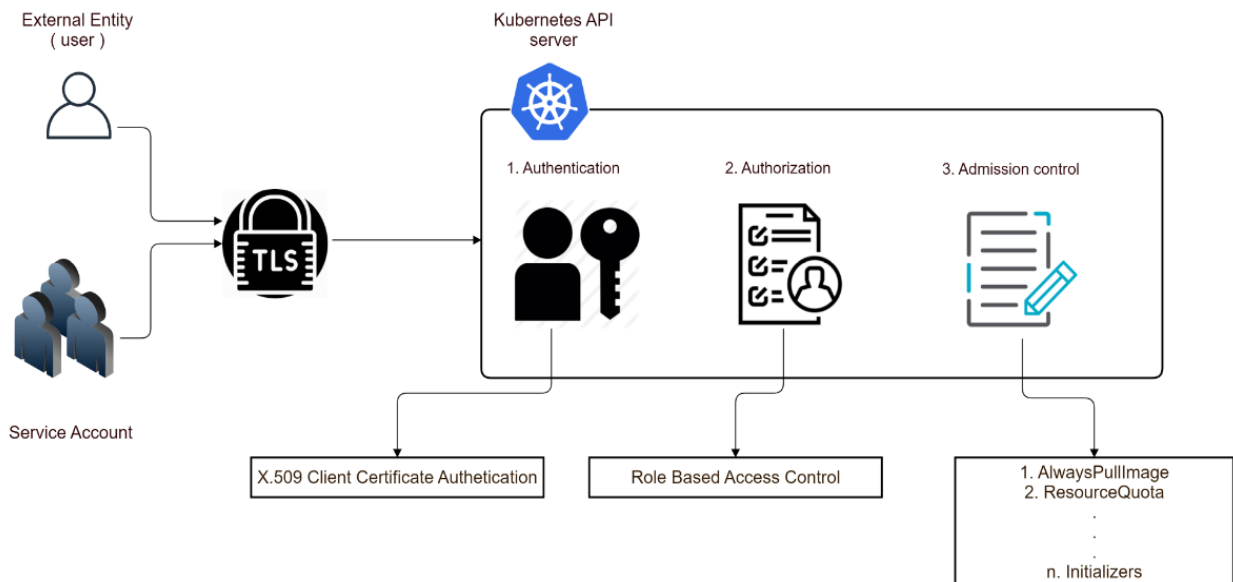 External Entity
( user )
Kubernetes API
server
1. Authentication
2. Authorization
3. Admission control
TLS
Service Account
X.509 Client Certificate Authetication
Role Based Access Control
1. AlwaysPullImage
2. ResourceQuota
.
.
.
n. Initializers